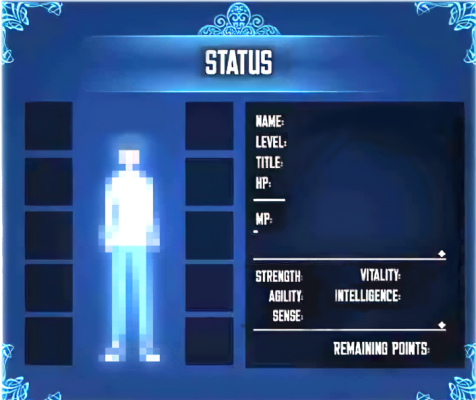 STATUS
NAME:
LEVEL:
TITLE:
HP:
MP:
STRENGTH: VITALITY:
AGILITY: INTELLIGENCE:
SENSE:
REMAINING POINTS: